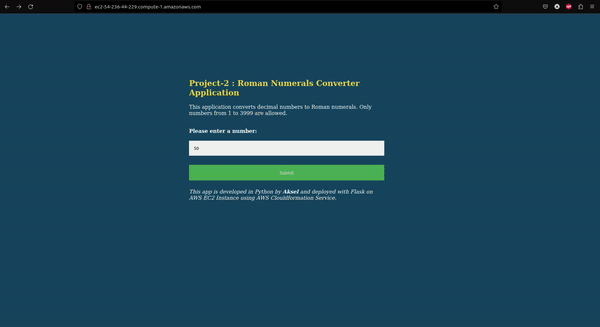 ec2-54-236-44-229.compute-1.amazonaws.com
Project-2 : Roman Numerals Converter
Application
This application converts decimal numbers to Roman numerals. Only
numbers from 1 to 3999 are allowed.
Please enter a number:
50
Submit
This app is developed in Python by Aksel and deployed with Flask on
AWS EC2 Instance using AWS Cloudformation Service.